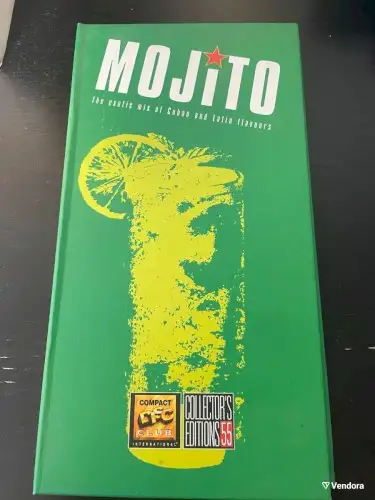 MOJiTO
the exotic mix of Cuban and Latin flavours
COMPACT
CFC
CLUB
INTERNATIONAL
COLLECTOR'S
EDITIONS 55
Vendora